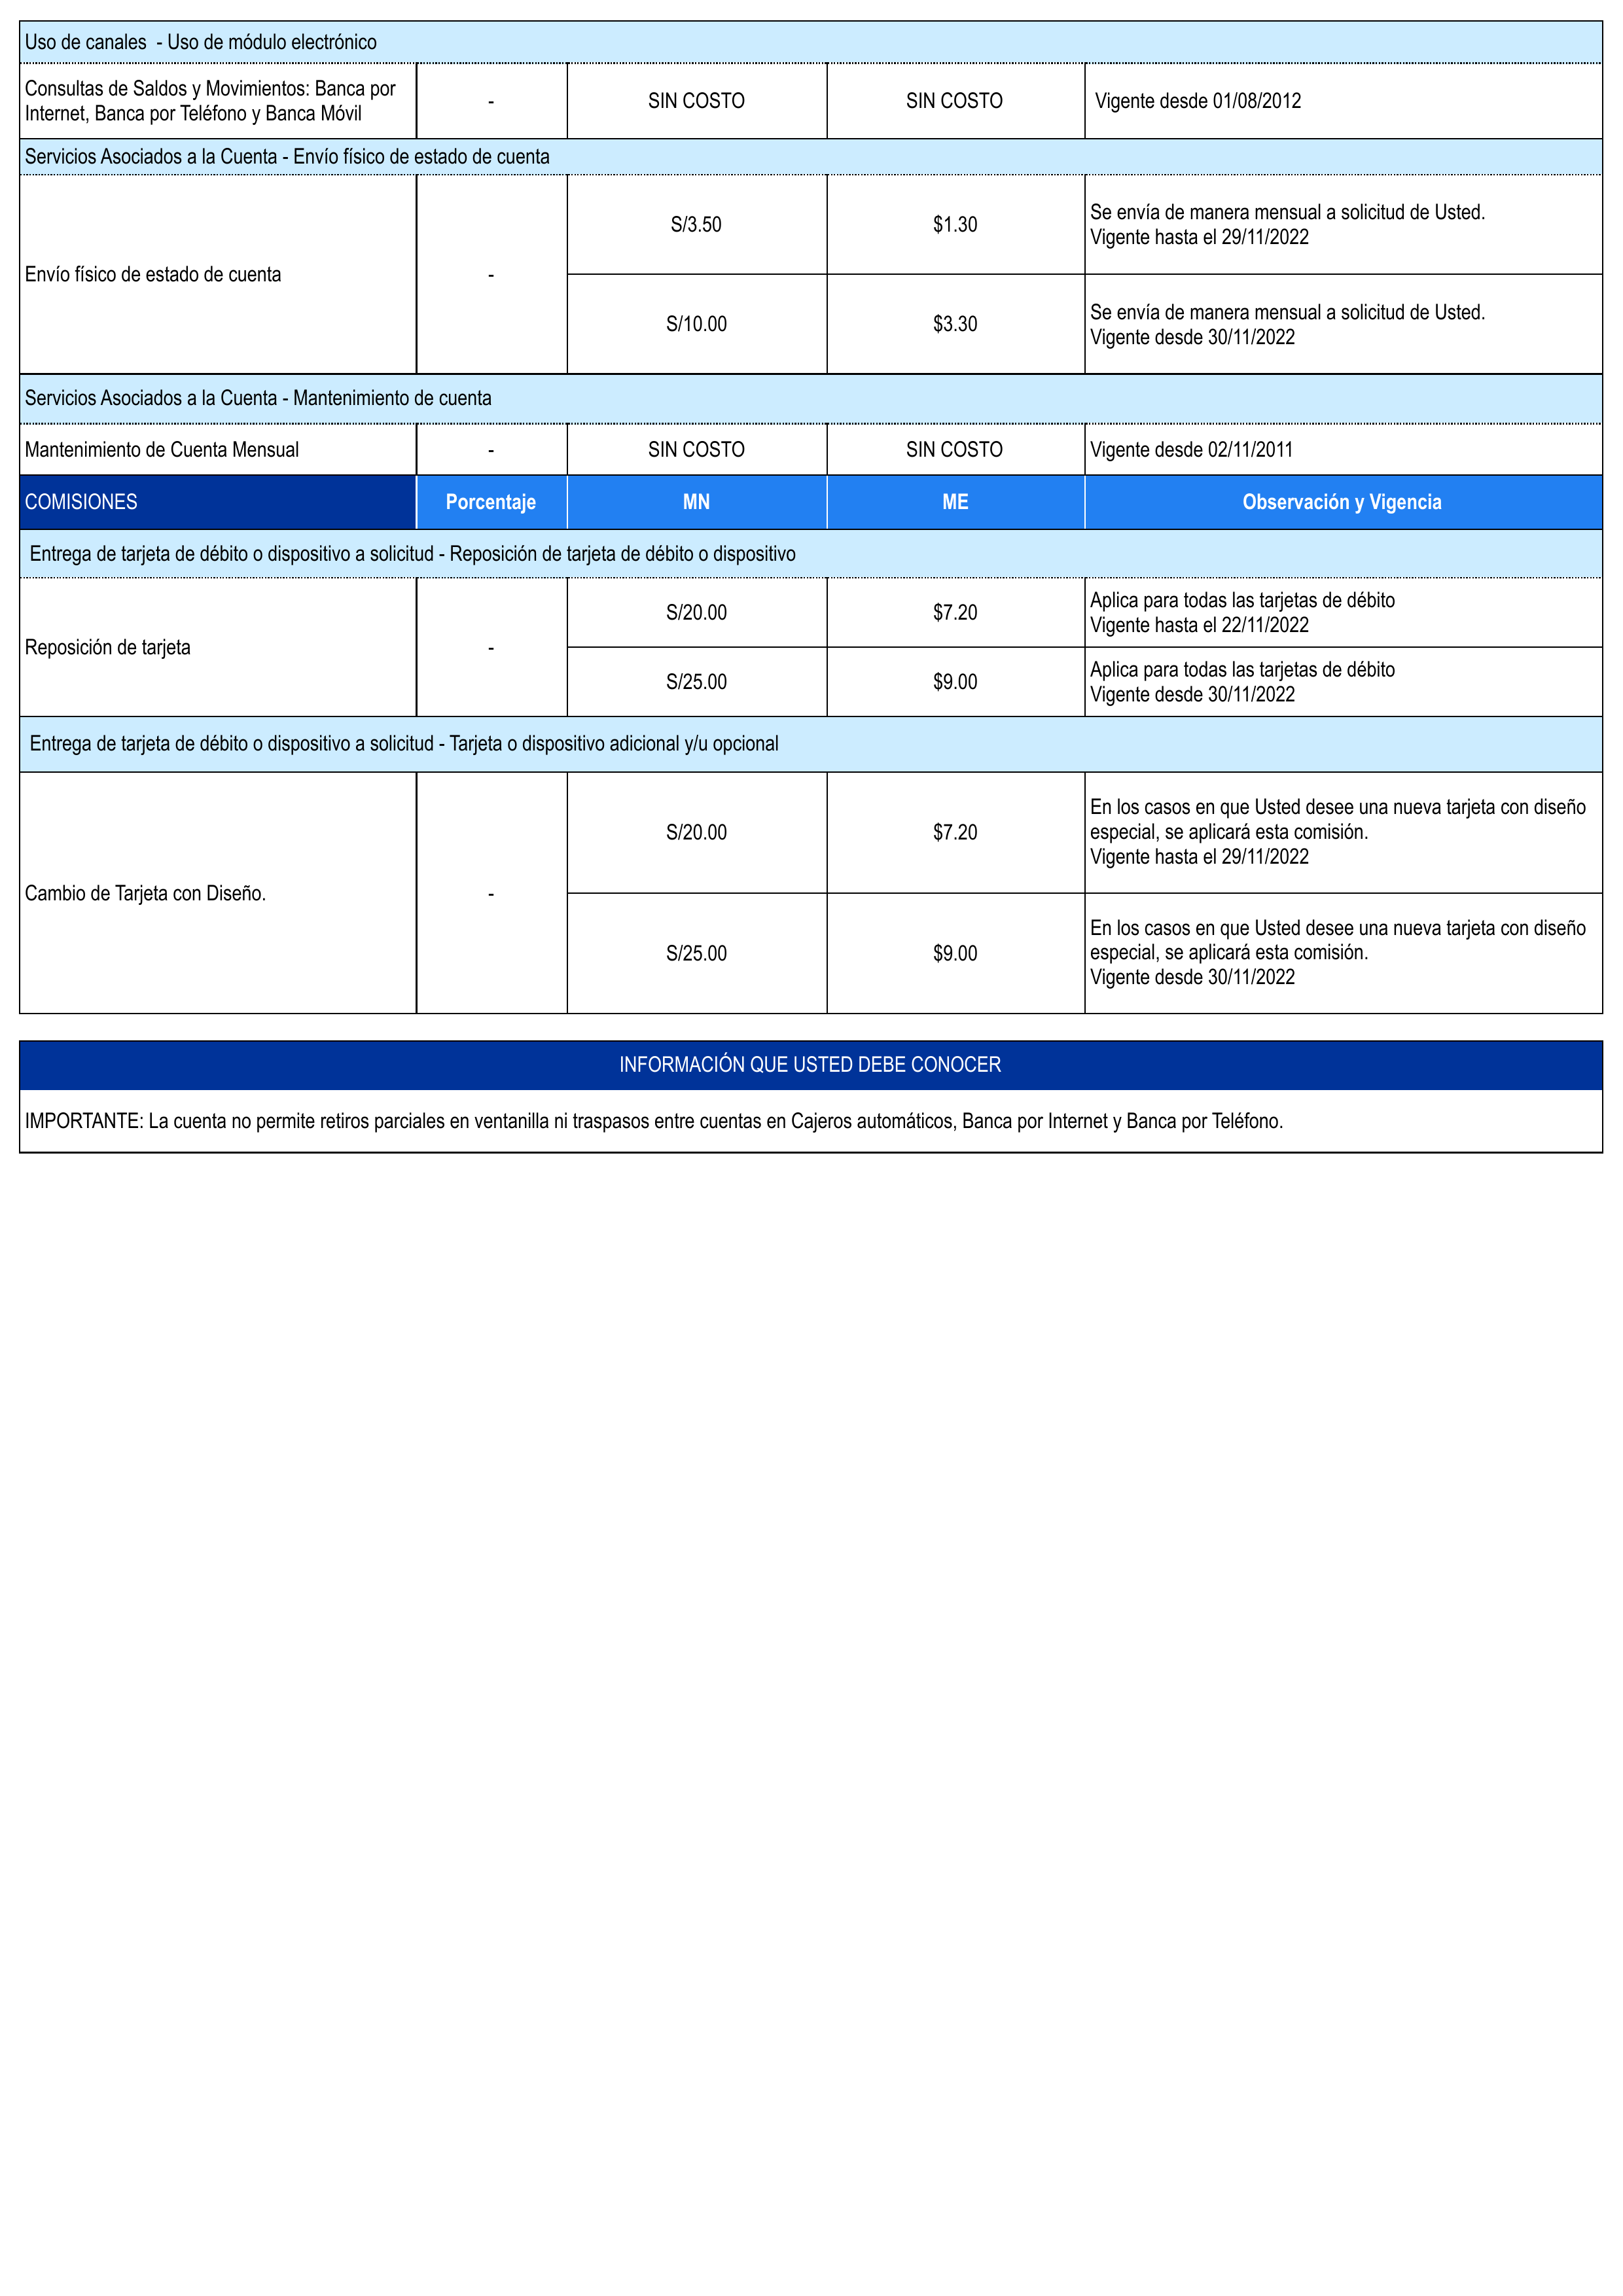 Uso de canales  - Uso de módulo electrónico
Consultas de Saldos y Movimientos: Banca por
Internet, Banca por Teléfono y Banca Móvil
-
SIN COSTO
SIN COSTO
Vigente desde 01/08/2012
Servicios Asociados a la Cuenta - Envío físico de estado de cuenta
Envío físico de estado de cuenta
-
S/3.50
$1.30
Se envía de manera mensual a solicitud de Usted.
Vigente hasta el 29/11/2022
S/10.00
$3.30
Se envía de manera mensual a solicitud de Usted.
Vigente desde 30/11/2022
Servicios Asociados a la Cuenta - Mantenimiento de cuenta
Mantenimiento de Cuenta Mensual
-
SIN COSTO
SIN COSTO
Vigente desde 02/11/2011
COMISIONES
Porcentaje
MN
ME
Observación y Vigencia
Entrega de tarjeta de débito o dispositivo a solicitud - Reposición de tarjeta de débito o dispositivo
Reposición de tarjeta
-
S/20.00
$7.20
Aplica para todas las tarjetas de débito
Vigente hasta el 22/11/2022
S/25.00
$9.00
Aplica para todas las tarjetas de débito
Vigente desde 30/11/2022
Entrega de tarjeta de débito o dispositivo a solicitud - Tarjeta o dispositivo adicional y/u opcional
Cambio de Tarjeta con Diseño.
-
S/20.00
$7.20
En los casos en que Usted desee una nueva tarjeta con diseño
especial, se aplicará esta comisión.
Vigente hasta el 29/11/2022
S/25.00
$9.00
En los casos en que Usted desee una nueva tarjeta con diseño
especial, se aplicará esta comisión.
Vigente desde 30/11/2022
INFORMACIÓN QUE USTED DEBE CONOCER
IMPORTANTE: La cuenta no permite retiros parciales en ventanilla ni traspasos entre cuentas en Cajeros automáticos, Banca por Internet y Banca por Teléfono.